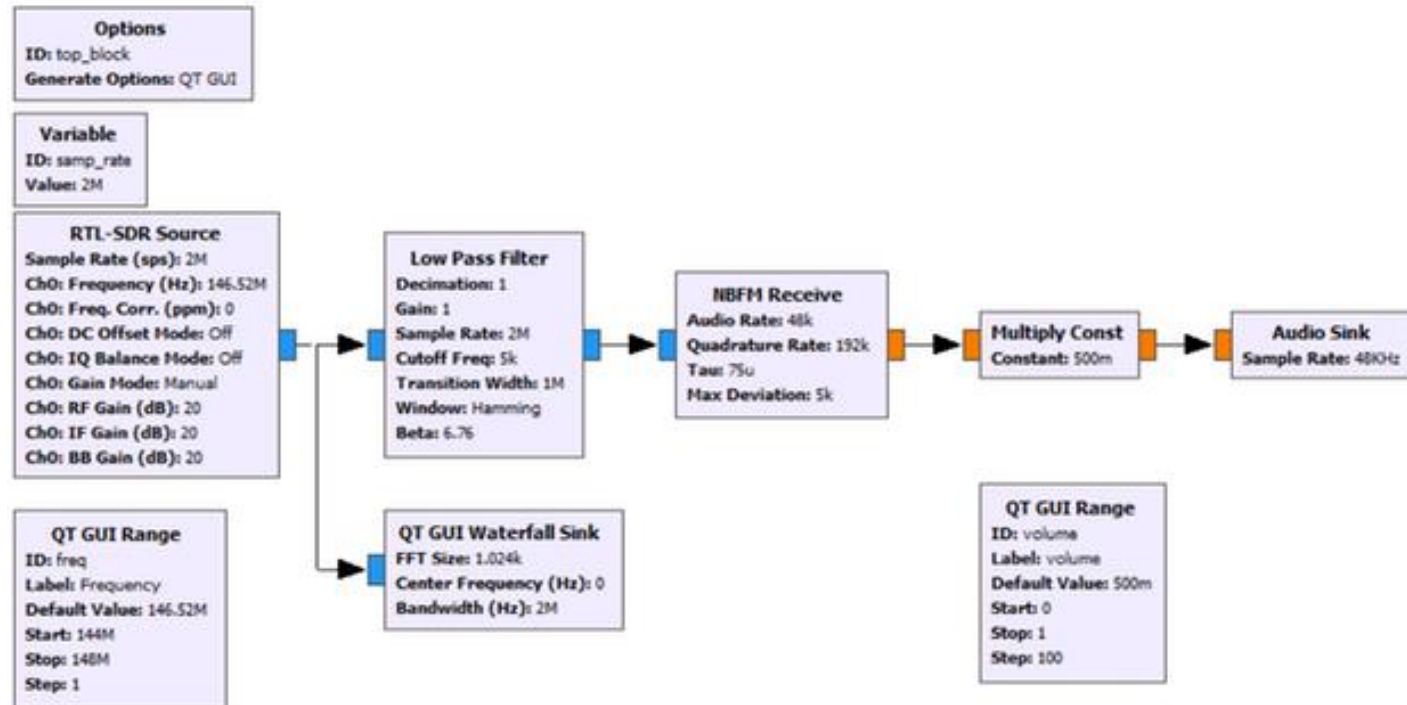 Options
ID: top_block
Generate Options: QT GUI
Variable
ID: samp_rate
Value: 2M
RTL-SDR Source
Sample Rate (sps): 2M
Ch0: Frequency (Hz): 146.52M
Ch0: Freq. Corr. (ppm): 0
Ch0: DC Offset Mode: Off
Ch0: IQ Balance Mode: Off
Ch0: Gain Mode: Manual
Ch0: RF Gain (dB): 20
Ch0: IF Gain (dB): 20
Ch0: BB Gain (dB): 20
Low Pass Filter
Decimation: 1
Gain: 1
Sample Rate: 2M
Cutoff Freq: 5k
Transition Width: 1M
Window: Hamming
Beta: 6.76
NBFM Receive
Audio Rate: 48k
Quadrature Rate: 192k
Tau: 75u
Max Deviation: 5k
Multiply Const
Constant: 500m
Audio Sink
Sample Rate: 48KHz
QT GUI Range
ID: freq
Label: Frequency
Default Value: 146.52M
Start: 144M
Stop: 148M
Step: 1
QT GUI Waterfall Sink
FFT Size: 1.024k
Center Frequency (Hz): 0
Bandwidth (Hz): 2M
QT GUI Range
ID: volume
Label: volume
Default Value: 500m
Start: 0
Stop: 1
Step: 100